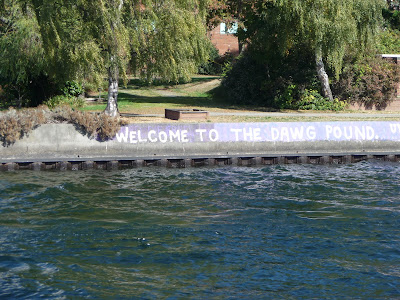 WELCOME TO THE DAWG POUND.